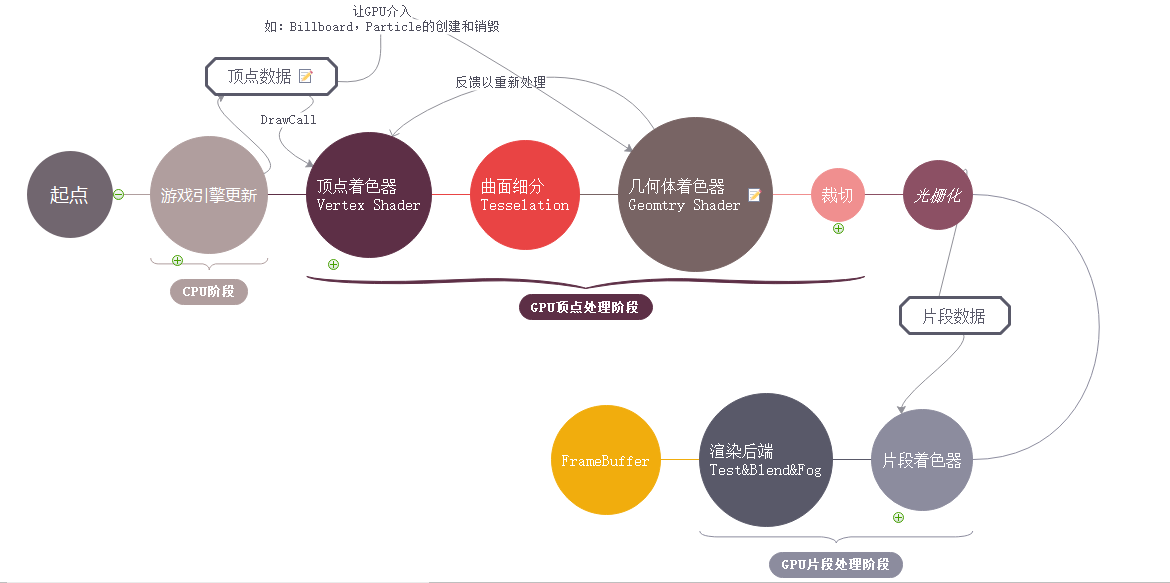 让GPU介入
如：Billboard，Particle的创建和销毁
顶点数据
反馈以重新处理
DrawCall
起点
游戏引擎更新
顶点着色器
Vertex Shader
曲面细分
Tesselation
几何体着色器
Geomtry Shader
裁切
光栅化
CPU阶段
GPU顶点处理阶段
片段数据
FrameBuffer
渲染后端
Test&Blend&Fog
片段着色器
GPU片段处理阶段